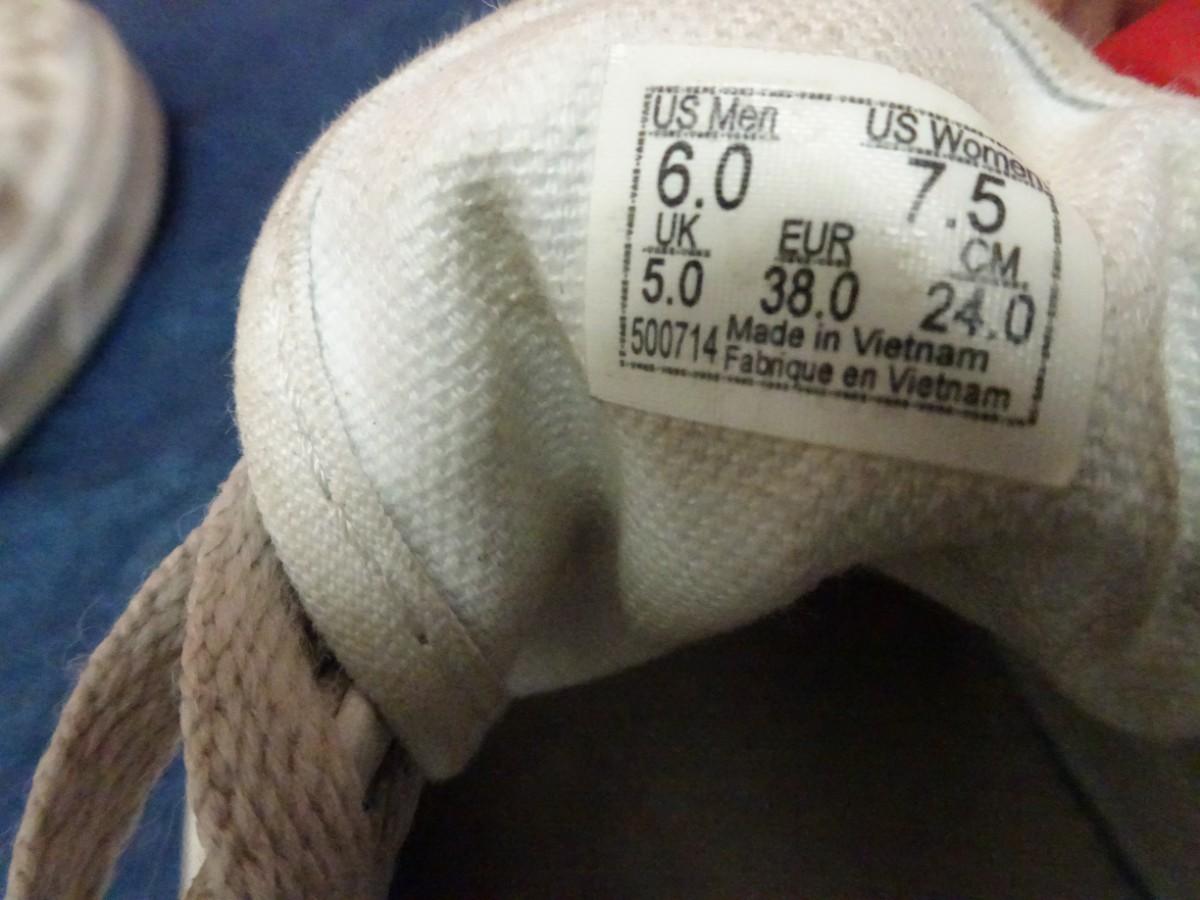 US Men US Women
6.0 7.5
UK EUR CM.
5.0 38.0 24.0
500714 Made in Vietnam
Fabrique en Vietnam